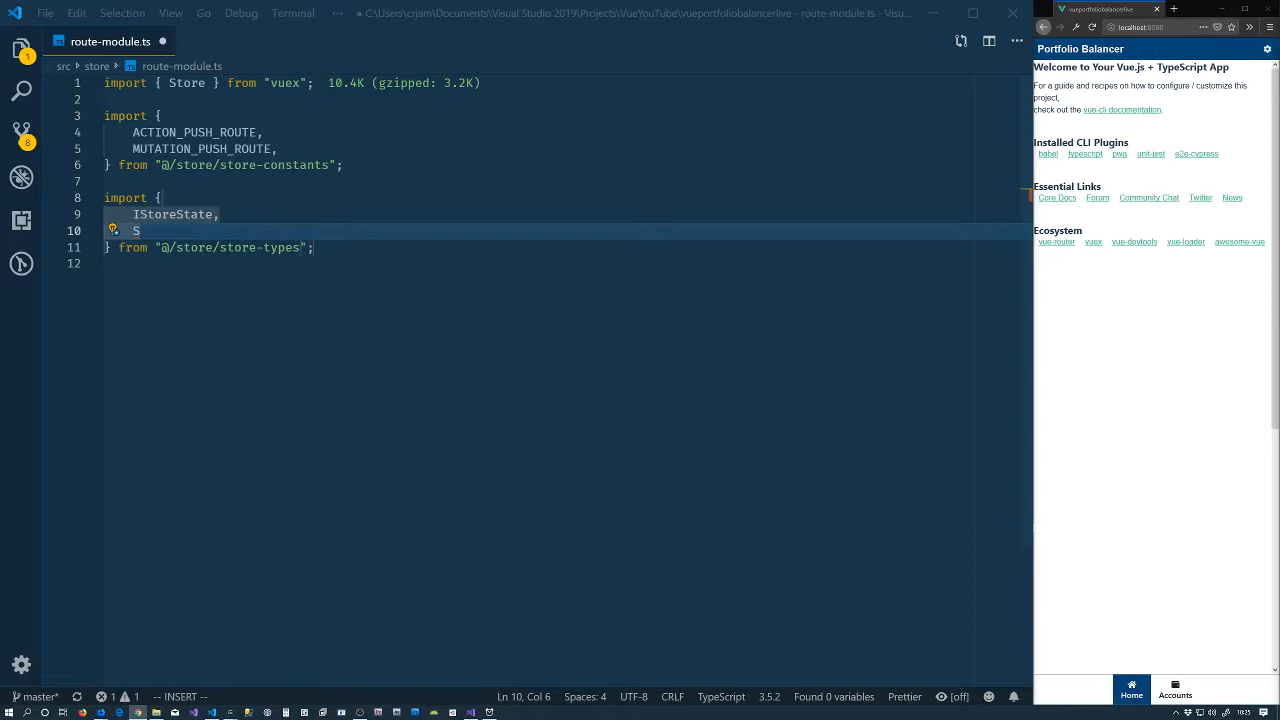 File Edit Selection View Go Debug Terminal ··· C:\Users\crjam\Documents\Visual Studio 2019\Projects\VueYouTube\vueportfoliobalancerlive - route-module.ts - Visu...
route-module.ts
src > store > route-module.ts
1 import { Store } from "vuex"; 10.4K (gzipped: 3.2K)
2
3 import {
4 ACTION_PUSH_ROUTE,
5 MUTATION_PUSH_ROUTE,
6 } from "@/store/store-constants";
7
8 import {
9 IStoreState,
10 S
11 } from "@/store/store-types";
12
1
8
master* 1 1 -- INSERT -- Ln 10, Col 6 Spaces: 4 UTF-8 CRLF TypeScript 3.5.2 Found 0 variables Prettier [off]
vueportfoliobalancerlive
localhost:8080
Portfolio Balancer
Welcome to Your Vue.js + TypeScript App
For a guide and recipes on how to configure / customize this
project,
check out the vue-cli documentation.
Installed CLI Plugins
babel typescript pwa unit-jest e2e-cypress
Essential Links
Core Docs Forum Community Chat Twitter News
Ecosystem
vue-router vuex vue-devtools vue-loader awesome-vue
Home Accounts
10:25